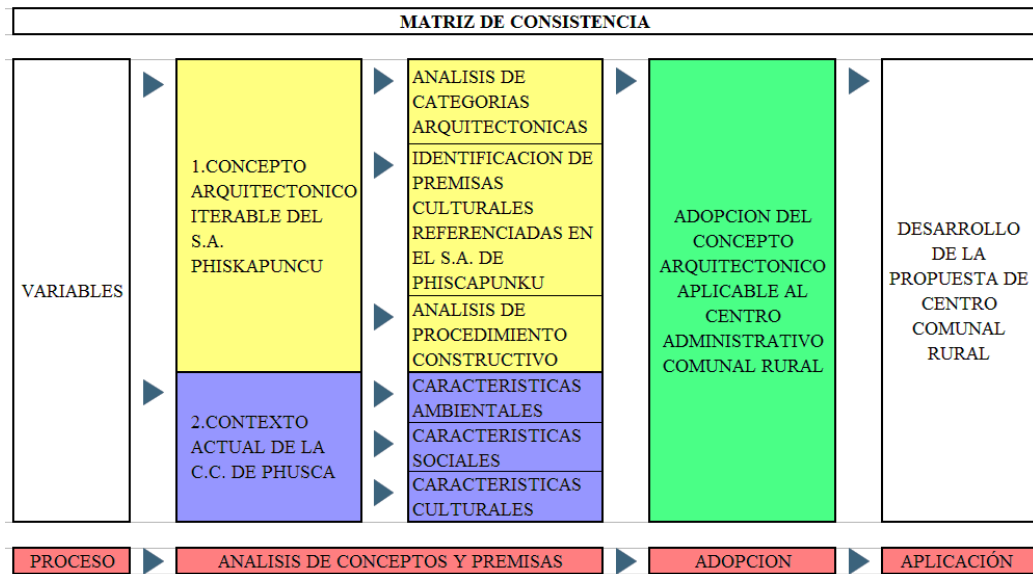 MATRIZ DE CONSISTENCIA
VARIABLES
1.CONCEPTO
ARQUITECTONICO
ITERABLE DEL
S.A.
PHISKAPUNCU
2.CONTEXTO
ACTUAL DE LA
C.C. DE PHUSCA
ANALISIS DE
CATEGORIAS
ARQUITECTONICAS
IDENTIFICACION DE
PREMISAS
CULTURALES
REFERENCIADAS EN
EL S.A. DE
PHISCAPUNKU
ANALISIS DE
PROCEDIMIENTO
CONSTRUCTIVO
CARACTERISTICAS
AMBIENTALES
CARACTERISTICAS
SOCIALES
CARACTERISTICAS
CULTURALES
ADOPCION DEL
CONCEPTO
ARQUITECTONICO
APLICABLE AL
CENTRO
ADMINISTRATIVO
COMUNAL RURAL
DESARROLLO
DE LA
PROPUESTA DE
CENTRO
COMUNAL
RURAL
PROCESO
ANALISIS DE CONCEPTOS Y PREMISAS
ADOPCION
APLICACIÓN